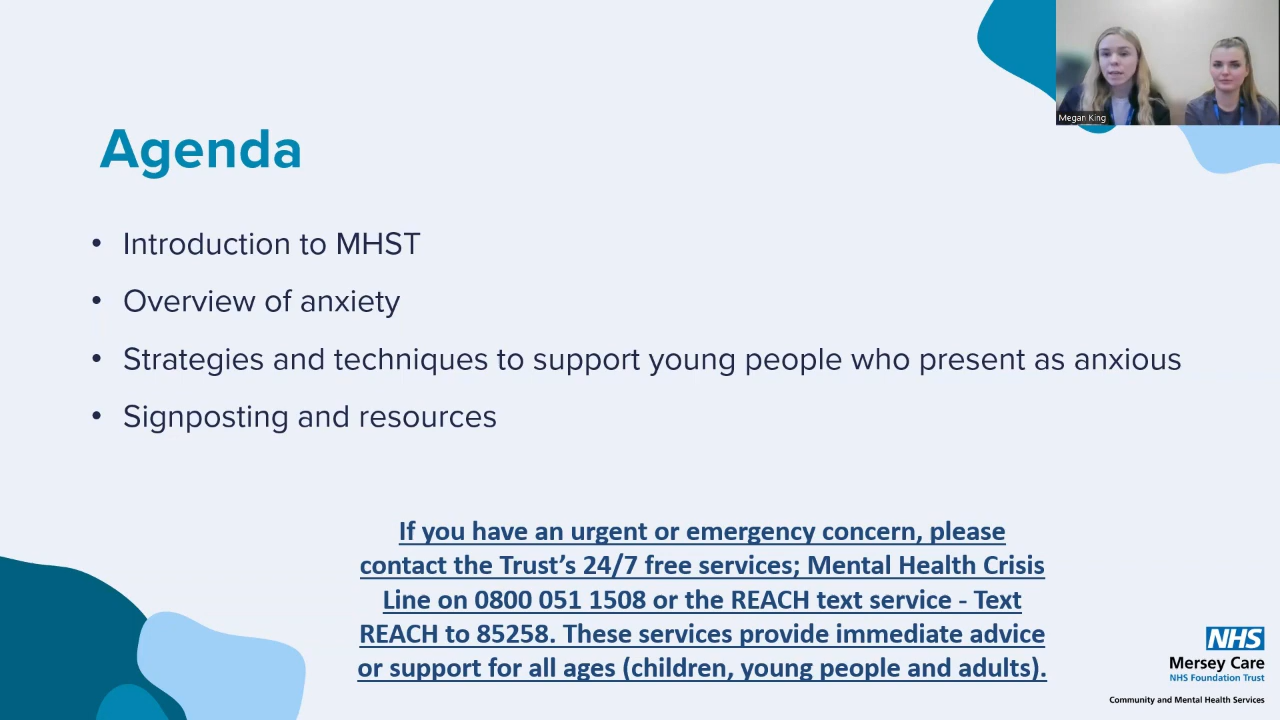 Megan King
Agenda
• Introduction to MHST
• Overview of anxiety
• Strategies and techniques to support young people who present as anxious
• Signposting and resources
If you have an urgent or emergency concern, please
contact the Trust’s 24/7 free services; Mental Health Crisis
Line on 0800 051 1508 or the REACH text service - Text
REACH to 85258. These services provide immediate advice
or support for all ages (children, young people and adults).
NHS
Mersey Care
NHS Foundation Trust
Community and Mental Health Services